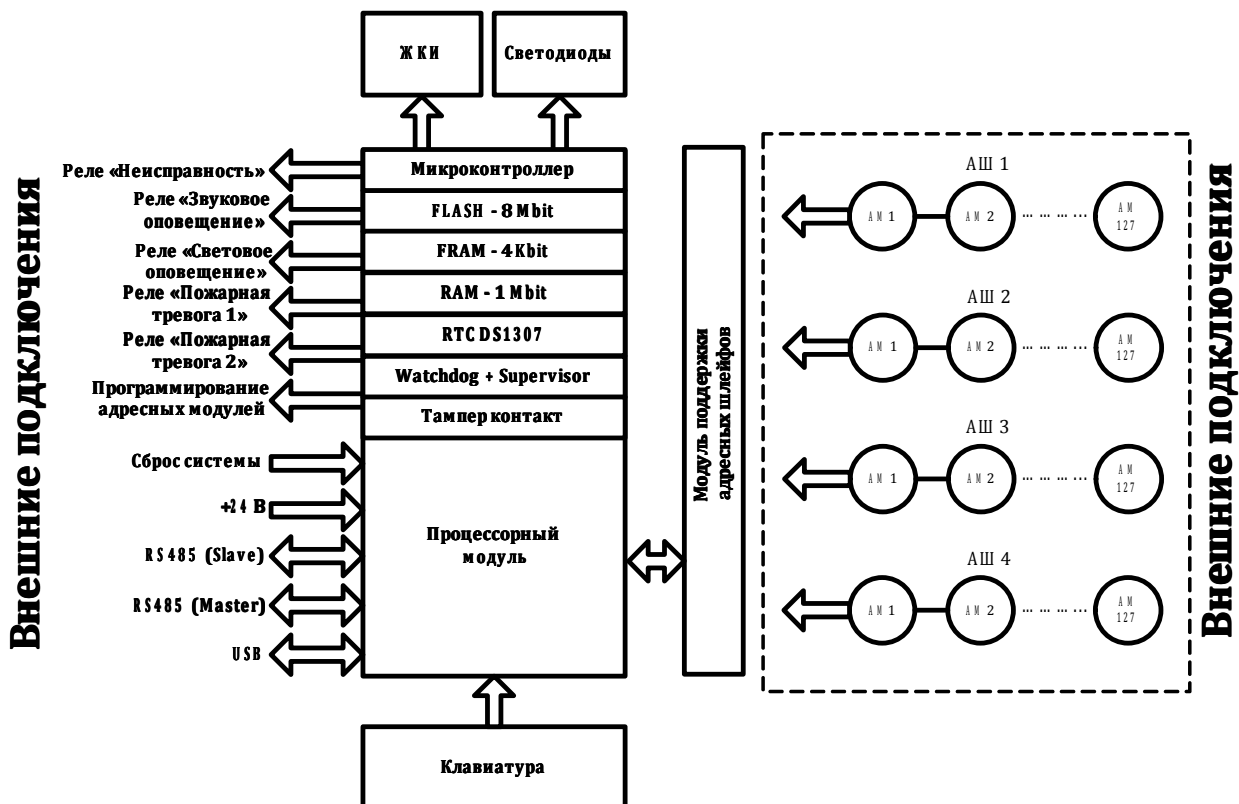 ЖКИ
Светодиоды
Внешние подключения
Реле «Неисправность»
Реле «Звуковое
оповещение»
Реле «Световое
оповещение»
Реле «Пожарная
тревога 1»
Реле «Пожарная
тревога 2»
Программирование
адресных модулей
Сброс системы
+24 В
RS485 (Slave)
RS485 (Master)
USB
Микроконтроллер
FLASH - 8 Mbit
FRAM - 4 Kbit
RAM - 1 Mbit
RTC DS1307
Watchdog + Supervisor
Тампер контакт
Процессорный
модуль
Клавиатура
Модуль поддержки
адресных шлейфов
АШ 1
АМ 1
АМ 2
... ... ... ...
АМ
127
АШ 2
АМ 1
АМ 2
... ... ... ...
АМ
127
АШ 3
АМ 1
АМ 2
... ... ... ...
АМ
127
АШ 4
АМ 1
АМ 2
... ... ... ...
АМ
127
Внешние подключения